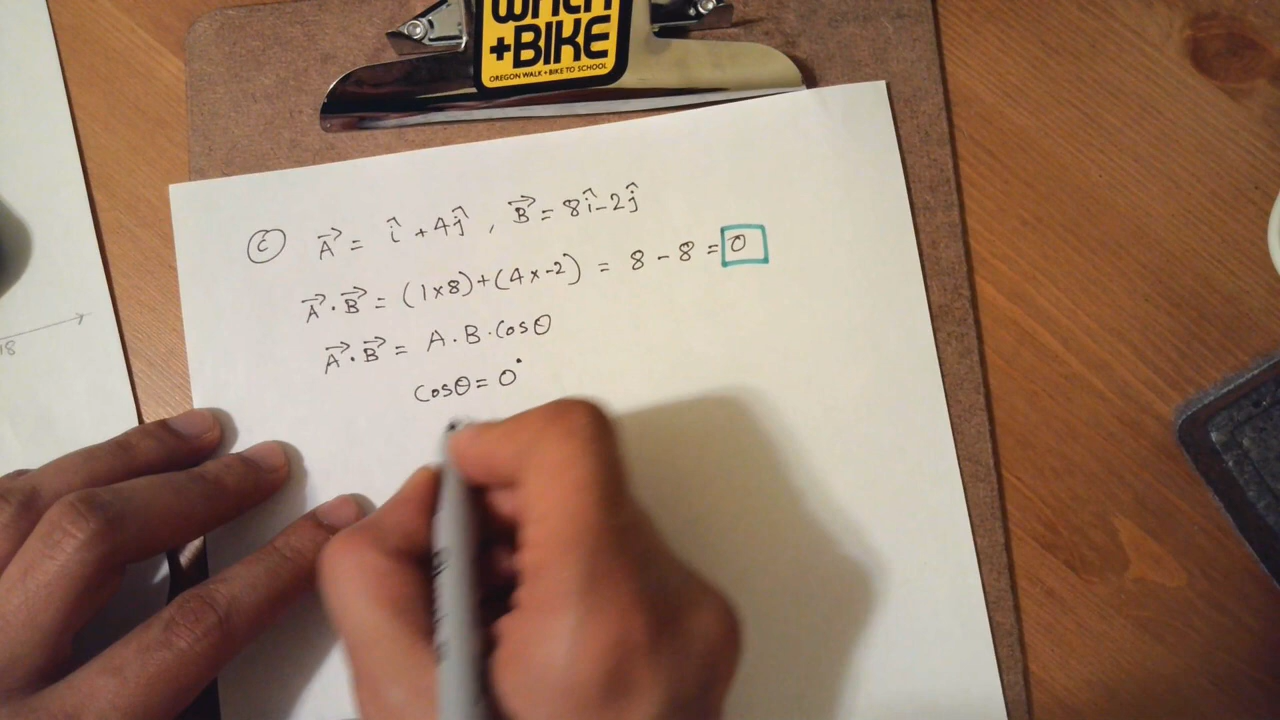 WALK
+BIKE
OREGON WALK+BIKE TO SCHOOL
18
(c) A⃗ = î + 4ĵ , B⃗ = 8î - 2ĵ
A⃗ · B⃗ = (1×8)+(4×-2) = 8 - 8 = 0
A⃗ · B⃗ = A · B · cosθ
cosθ = 0